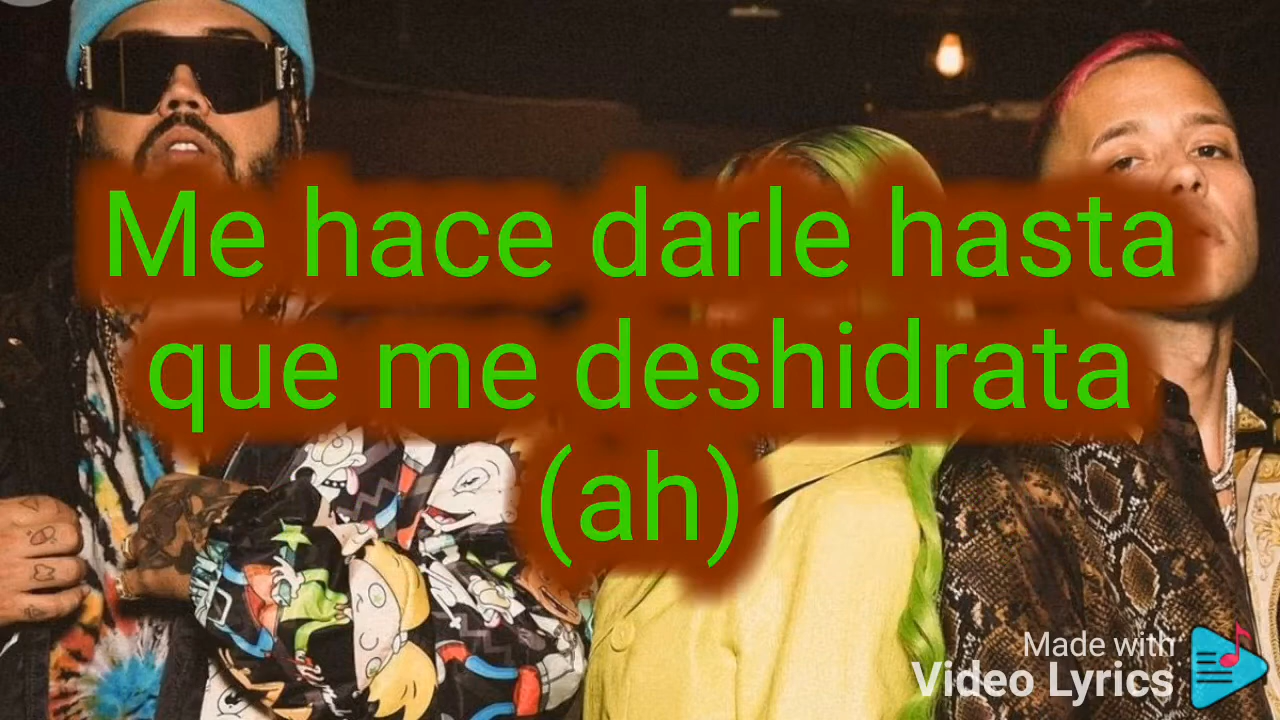 Me hace darle hasta
que me deshidrata
(ah)
Made with
Video Lyrics